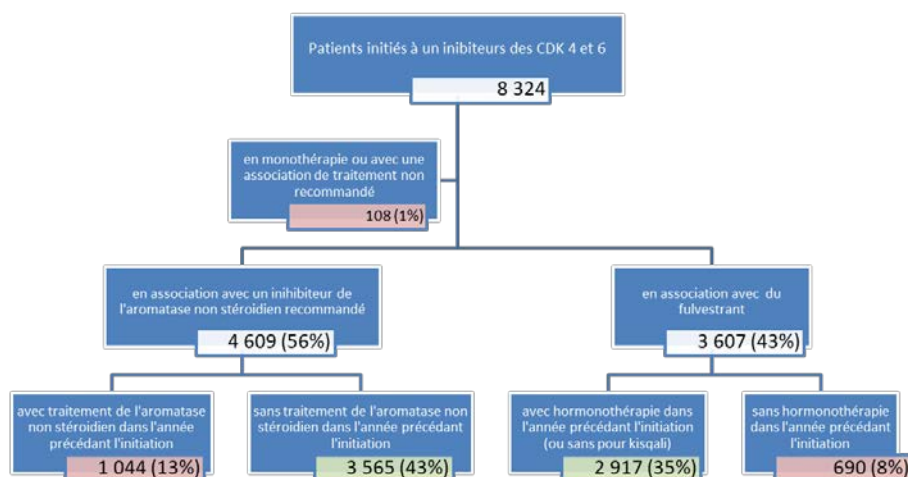 Patients initiés à un inibiteurs des CDK 4 et 6
8 324
en monothérapie ou avec une
association de traitement non
recommandé
108 (1%)
en association avec un inihibiteur de
l'aromatase non stéroidien recommandé
4 609 (56%)
en association avec du
fulvestrant
3 607 (43%)
avec traitement de l'aromatase
non stéroidien dans l'année
précédant l'initiation
1 044 (13%)
sans traitement de l'aromatase non
stéroidien dans l'année précédant
l'initiation
3 565 (43%)
avec hormonothérapie dans
l'année précédant l'initiation
(ou sans pour kisqali)
2 917 (35%)
sans hormonothérapie
dans l'année précédant
l'initiation
690 (8%)